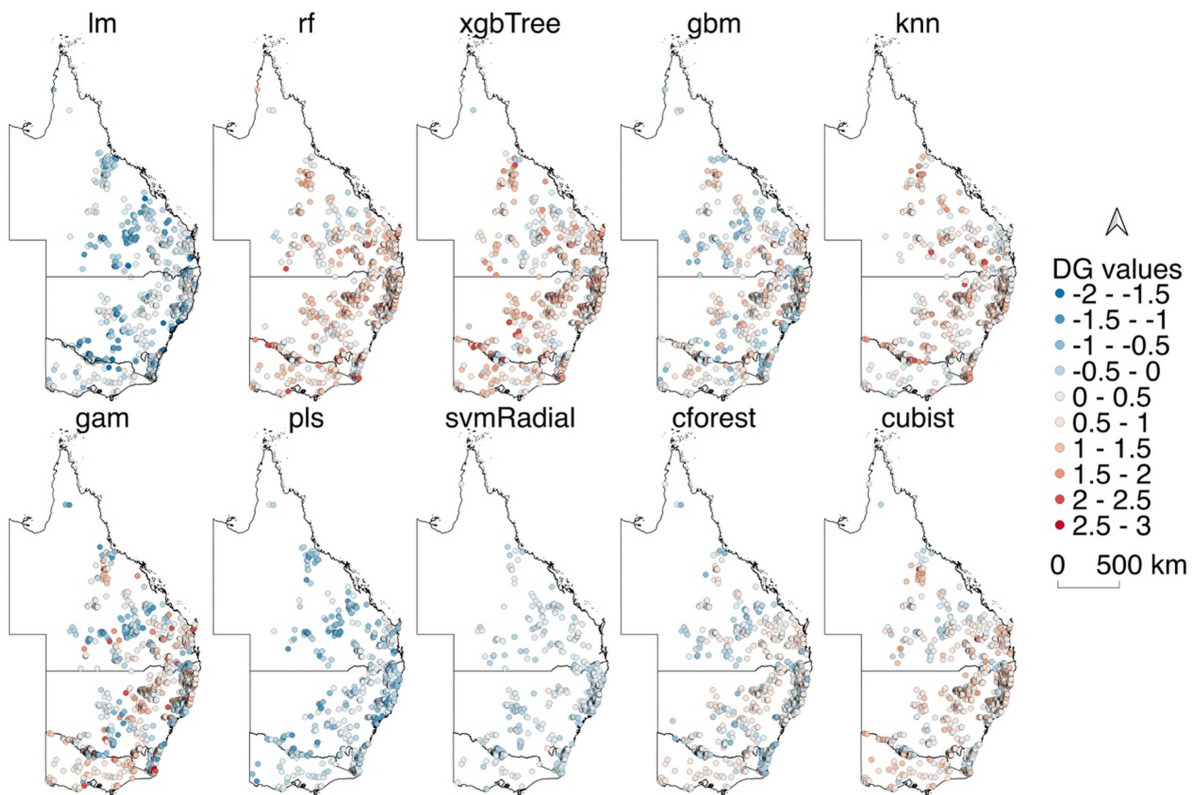 lm rf xgbTree gbm knn
DG values
-2 - -1.5
-1.5 - -1
-1 - -0.5
-0.5 - 0
0 - 0.5
0.5 - 1
1 - 1.5
1.5 - 2
2 - 2.5
2.5 - 3
0 500 km
gam pls svmRadial cforest cubist